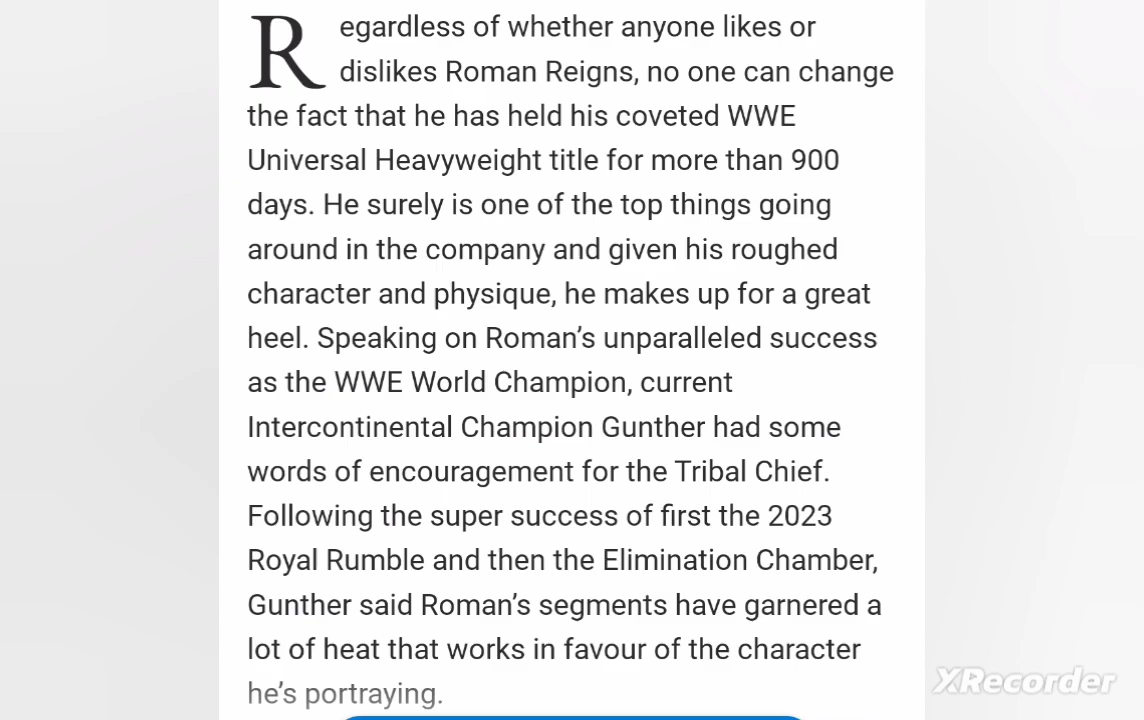 Regardless of whether anyone likes or
dislikes Roman Reigns, no one can change
the fact that he has held his coveted WWE
Universal Heavyweight title for more than 900
days. He surely is one of the top things going
around in the company and given his roughed
character and physique, he makes up for a great
heel. Speaking on Roman’s unparalleled success
as the WWE World Champion, current
Intercontinental Champion Gunther had some
words of encouragement for the Tribal Chief.
Following the super success of first the 2023
Royal Rumble and then the Elimination Chamber,
Gunther said Roman’s segments have garnered a
lot of heat that works in favour of the character
he’s portraying.
XRecorder